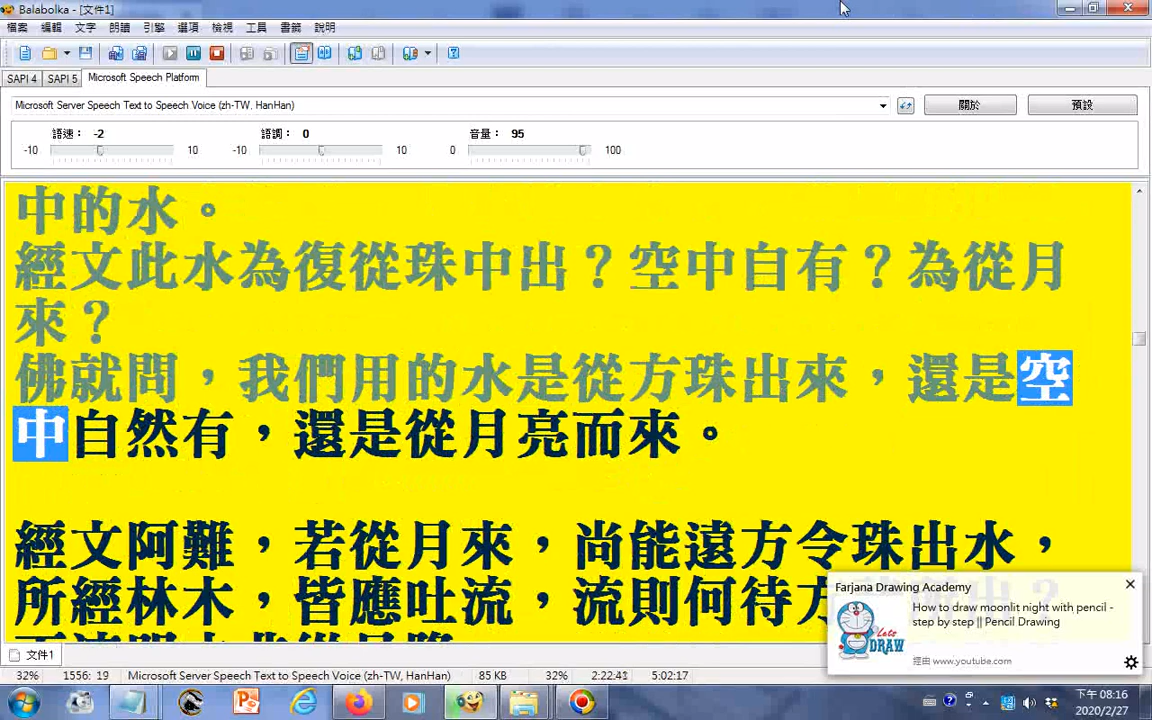 Balabolka - [文件1]
檔案 編輯 文字 朗讀 引擎 選項 檢視 工具 書籤 說明
SAPI 4 SAPI 5 Microsoft Speech Platform
Microsoft Server Speech Text to Speech Voice (zh-TW, HanHan)
關於 預設
語速： -2 語調： 0 音量： 95
-10 10 -10 10 0 100
中的水。
經文此水為復從珠中出？空中自有？為從月
來？
佛就問，我們用的水是從方珠出來，還是空
中自然有，還是從月亮而來。
經文阿難，若從月來，尚能遠方令珠出水，
所經林木，皆應吐流，流則何待方
Farjana Drawing Academy
How to draw moonlit night with pencil -
step by step || Pencil Drawing
Lets
DRAW
經由 www.youtube.com
文件1
32% 1556: 19 Microsoft Server Speech Text to Speech Voice (zh-TW, HanHan) 85 KB 32% 2:22:41 5:02:17
下午 08:16
2020/2/27